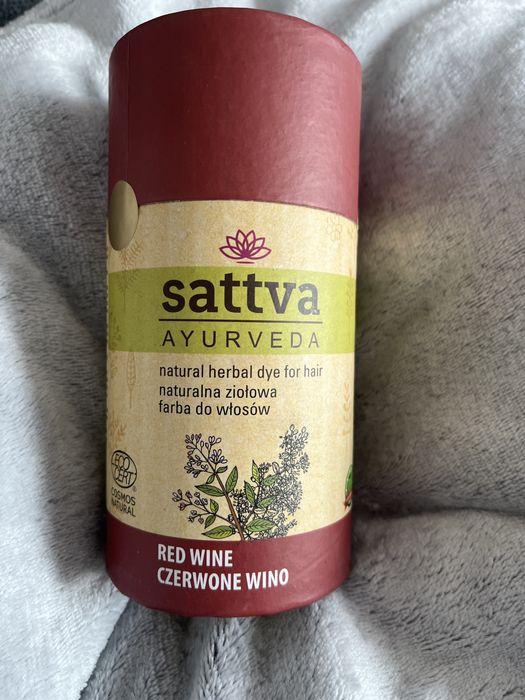 sattva
AYURVEDA
natural herbal dye for hair
naturalna ziołowa
farba do włosów
ECO
CERT
®
COSMOS
NATURAL
RED WINE
CZERWONE WINO